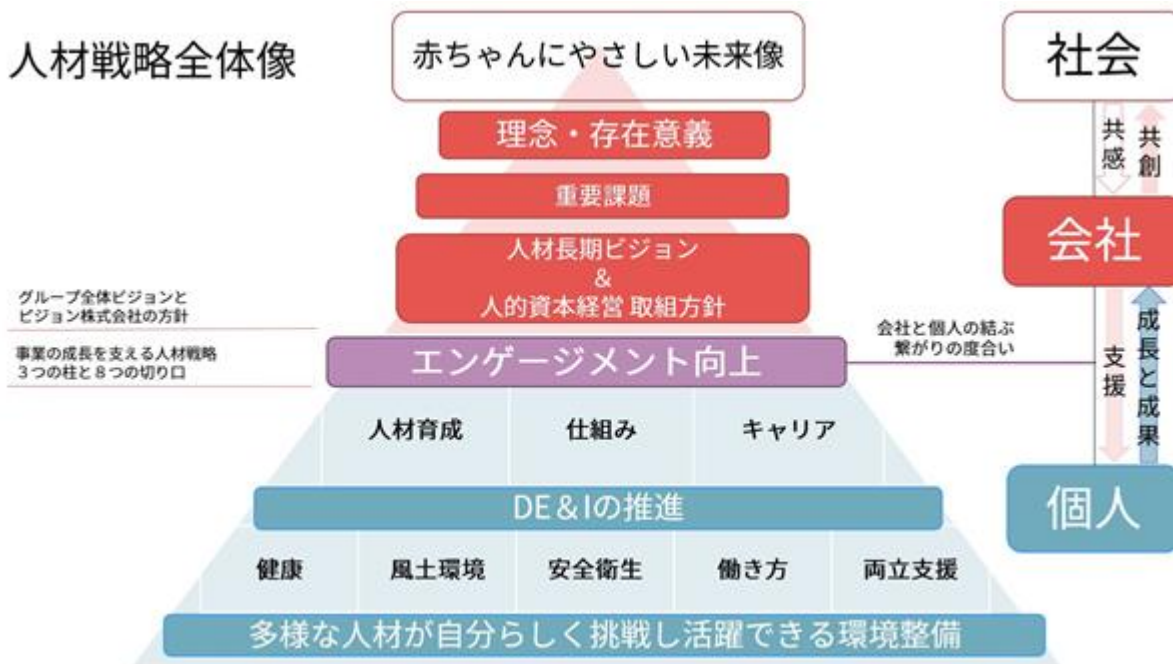 人材戦略全体像
赤ちゃんにやさしい未来像
理念・存在意義
重要課題
人材長期ビジョン
&
人的資本経営 取組方針
グループ全体ビジョンと
ピジョン株式会社の方針
事業の成長を支える人材戦略
3つの柱と8つの切り口
エンゲージメント向上
会社と個人の結ぶ
繋がりの度合い
人材育成 仕組み キャリア
DE&Iの推進
健康 風土環境 安全衛生 働き方 両立支援
多様な人材が自分らしく挑戦し活躍できる環境整備
社会
共感
共創
会社
支援
成長と成果
個人